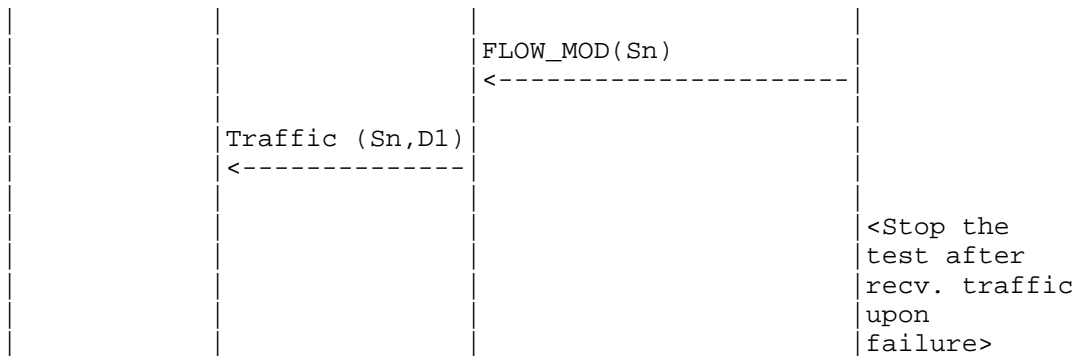 FLOW_MOD(Sn)
<----------------------
Traffic (Sn,D1)
<--------------
<Stop the
test after
recv. traffic
upon
failure>